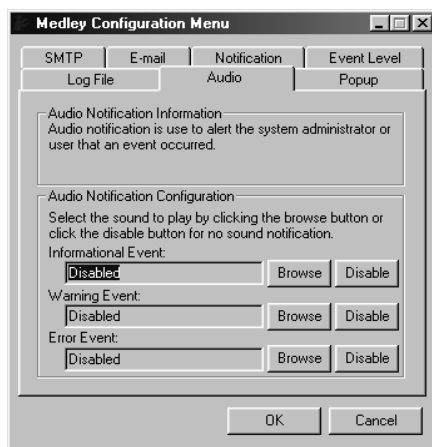 Medley Configuration Menu
SMTP E-mail Notification Event Level
Log File Audio Popup
Audio Notification Information
Audio notification is use to alert the system administrator or
user that an event occurred.
Audio Notification Configuration
Select the sound to play by clicking the browse button or
click the disable button for no sound notification.
Informational Event:
Disabled Browse Disable
Warning Event:
Disabled Browse Disable
Error Event:
Disabled Browse Disable
OK Cancel